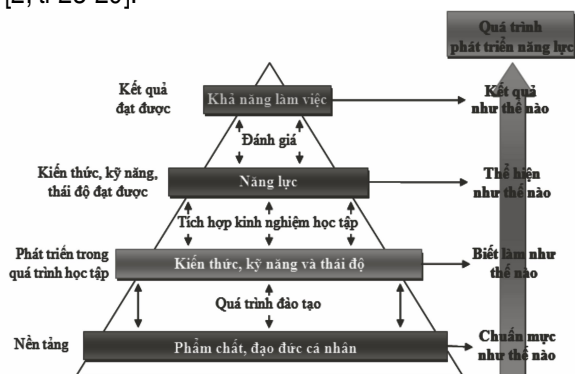 [2, tr 28-29].
Quá trình
phát triển năng lực
Kết quả
đạt được
Khả năng làm việc
Kết quả
như thế nào
Đánh giá
Kiến thức, kỹ năng,
thái độ đạt được
Năng lực
Thể hiện
như thế nào
Tích hợp kinh nghiệm học tập
Phát triển trong
quá trình học tập
Kiến thức, kỹ năng và thái độ
Biết làm như
thế nào
Quá trình đào tạo
Nền tảng
Phẩm chất, đạo đức cá nhân
Chuẩn mực
như thế nào